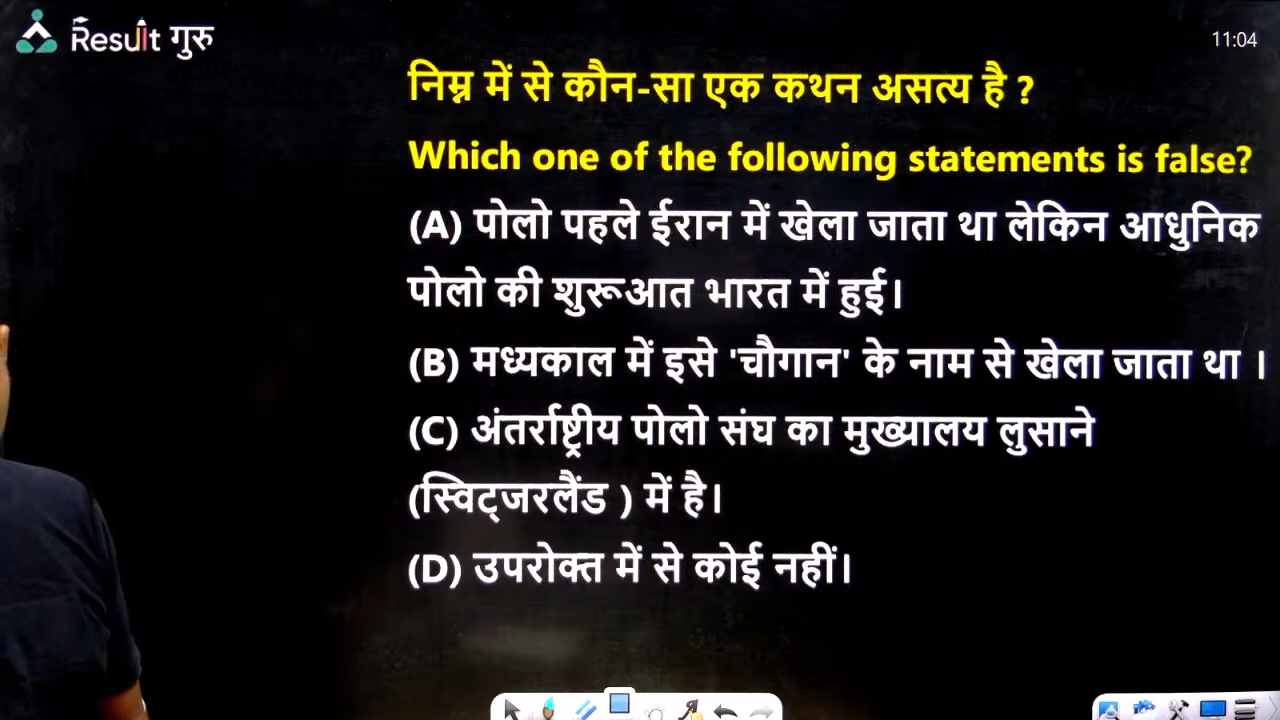 Result गुरु
11:04
निम्न में से कौन-सा एक कथन असत्य है ?
Which one of the following statements is false?
(A) पोलो पहले ईरान में खेला जाता था लेकिन आधुनिक
पोलो की शुरूआत भारत में हुई।
(B) मध्यकाल में इसे 'चौगान' के नाम से खेला जाता था ।
(C) अंतर्राष्ट्रीय पोलो संघ का मुख्यालय लुसाने
(स्विट्जरलैंड ) में है।
(D) उपरोक्त में से कोई नहीं।